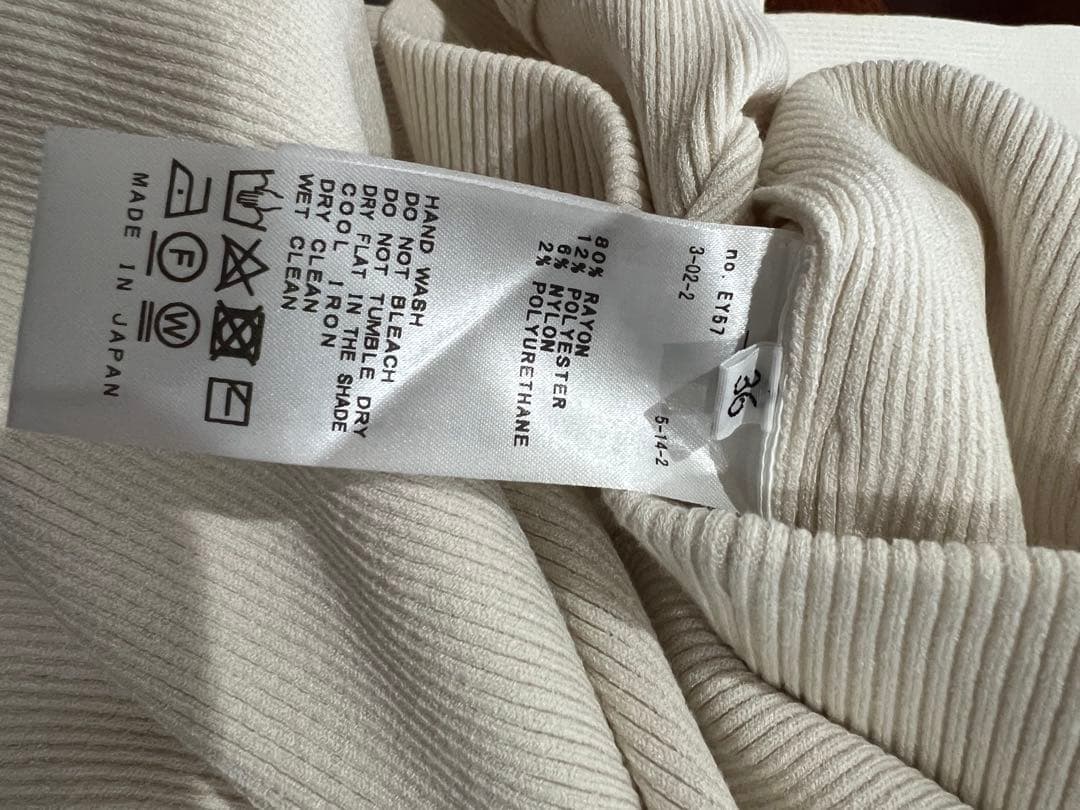 no. EY57
36
3-02-2
5-14-2
80% RAYON
12% POLYESTER
6% NYLON
2% POLYURETHANE
HAND WASH
DO NOT BLEACH
DO NOT TUMBLE DRY
DRY FLAT IN THE SHADE
COOL IRON
DRY CLEAN
WET CLEAN
F W
MADE IN JAPAN